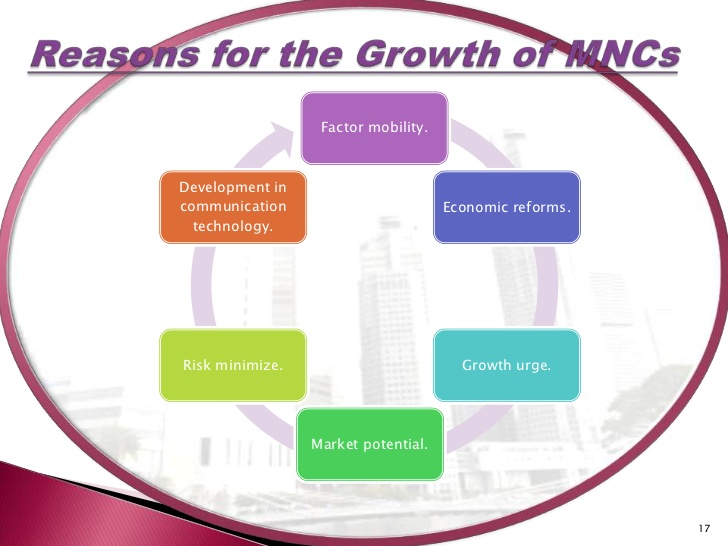 Reasons for the Growth of MNCs
Factor mobility.
Economic reforms.
Growth urge.
Market potential.
Risk minimize.
Development in
communication
technology.
17